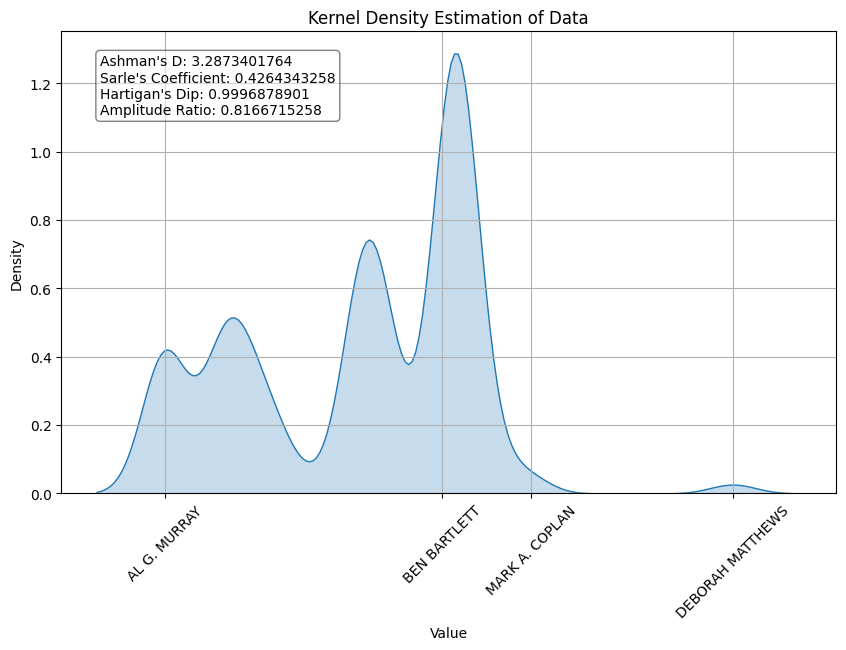 Kernel Density Estimation of Data
Ashman's D: 3.2873401764
Sarle's Coefficient: 0.4264343258
Hartigan's Dip: 0.9996878901
Amplitude Ratio: 0.8166715258
1.2
1.0
0.8
0.6
0.4
0.2
0.0
Density
AL G. MURRAY
BEN BARTLETT
MARK A. COPLAN
DEBORAH MATTHEWS
Value